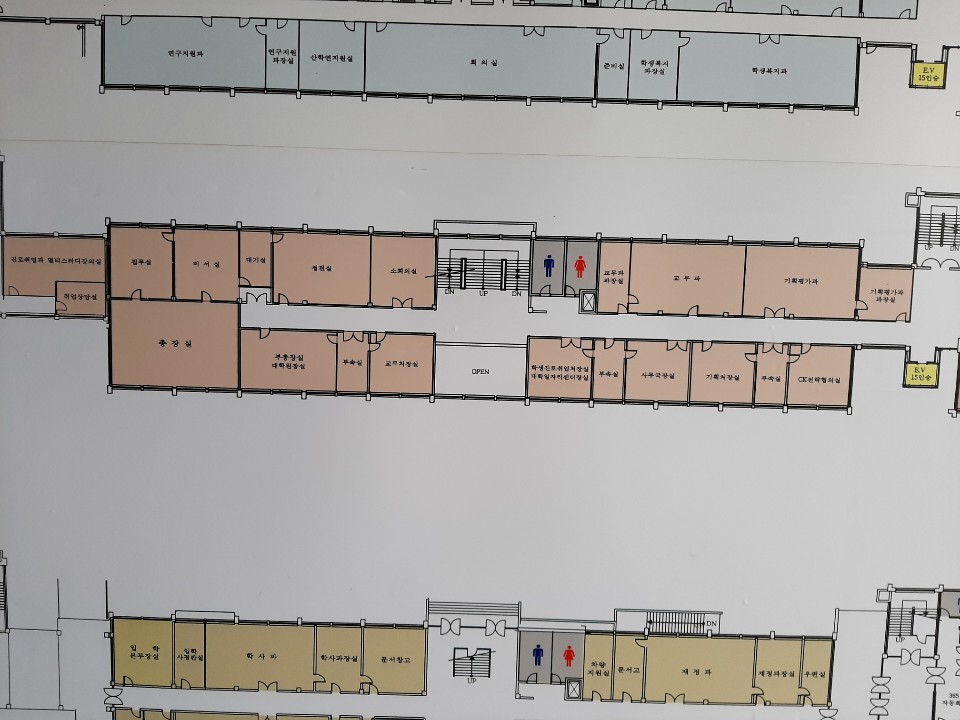 연구지원과
연구지원
과장실
산학연지원실
회 의 실
준비실
학생복지
과장실
학생복지과
E.V
15인승
진로취업과 멀티스터디강의실
취업상담실
집무실
비 서 실
대기실
접견실
소회의실
DN
UP
DN
교무과
과장실
교 무 과
기획평가과
기획평가과
과장실
UP
DN
총 장 실
부총장실
대학원장실
부속실
교무처장실
OPEN
학생진로취업처장실
대학일자리센터장실
부속실
사무국장실
기획처장실
부속실
CK전략협의실
E.V
15인승
입 학
본부장실
입학
사정관실
학 사 과
학사과장실
문서창고
UP
차량
지원실
문서고
재 정 과
재정과장실
우편실
DN
UP
365